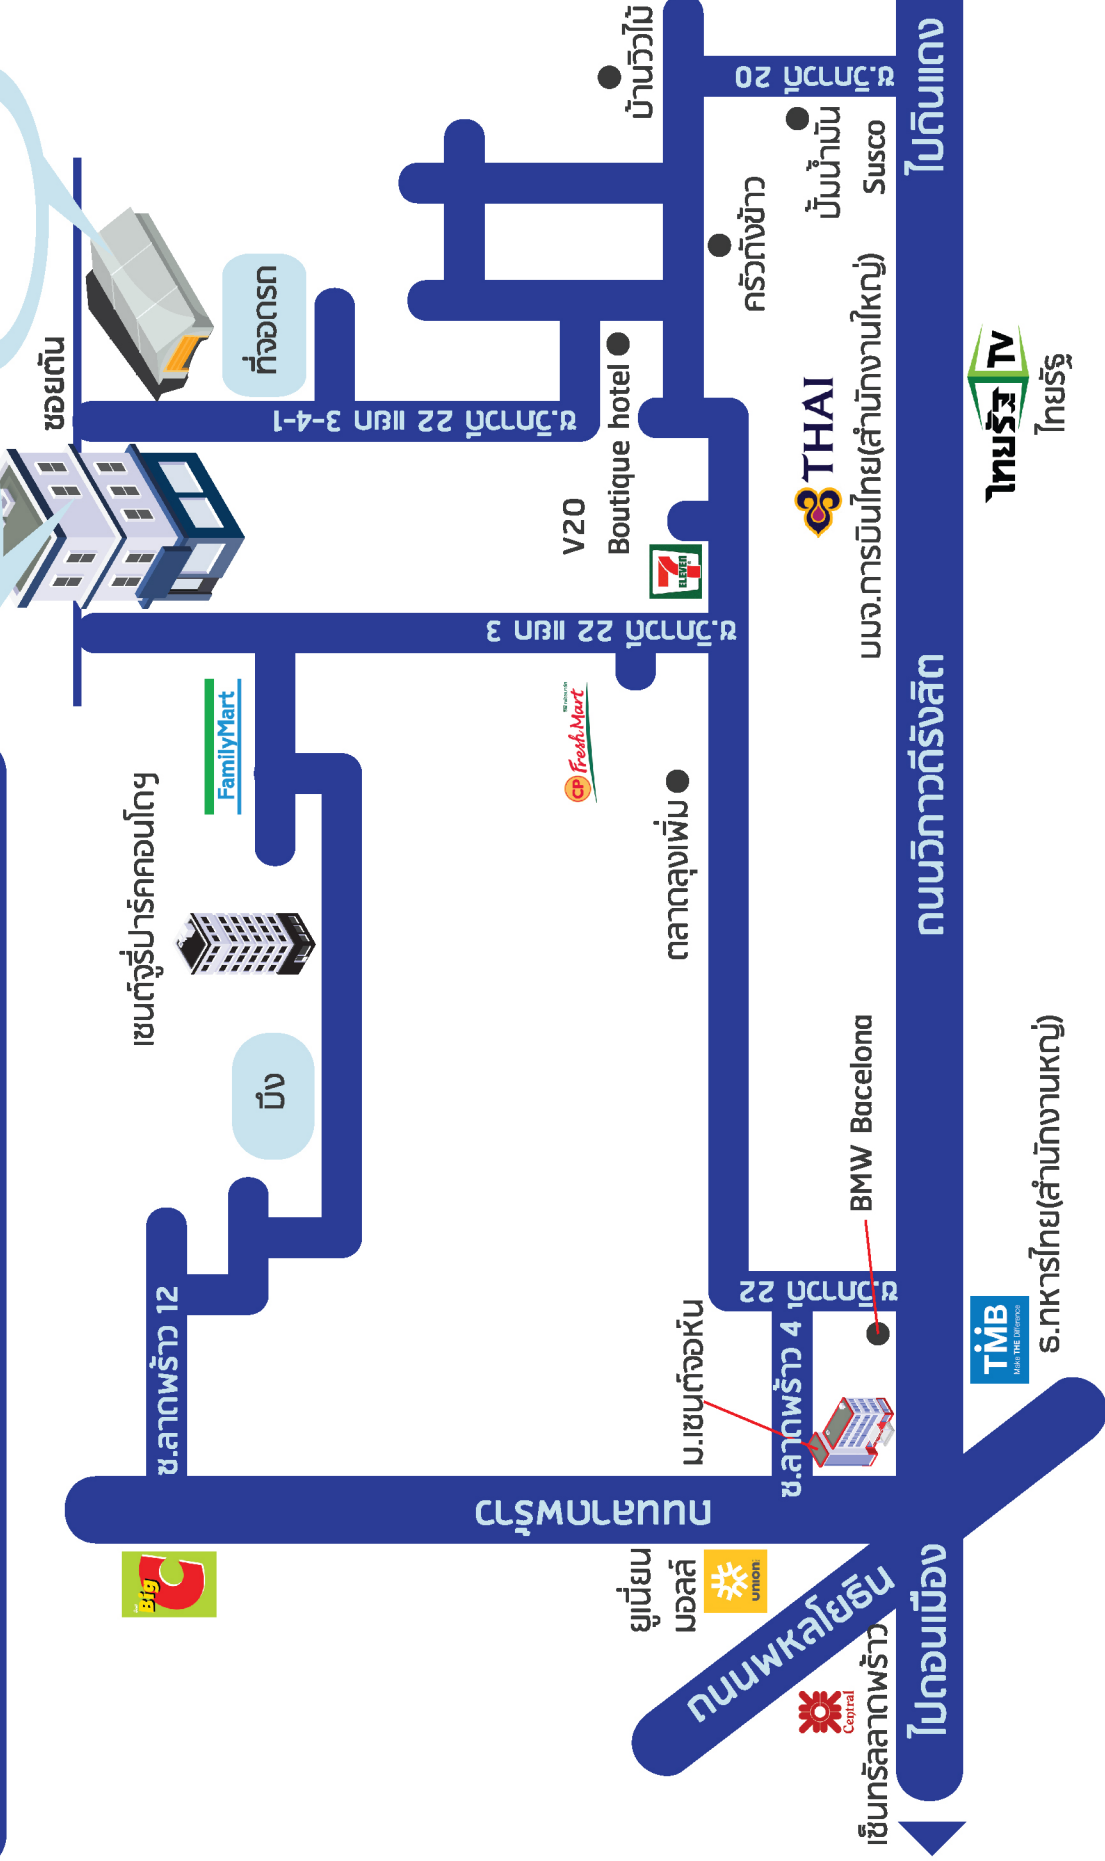 ซอยตัน
ที่จอดรถ
บ้านวิวไม้
ซ.วิภาวดี 20
ไปดินแดง
ปั้มน้ำมัน
Susco
ครัวถังข้าว
ซ.วิภาวดี 22 แยก 3-4-1
V20
Boutique hotel
THAI
บมจ.การบินไทย(สำนักงานใหญ่)
ไทยรัฐ TV
ไทยรัฐ
7 ELEVEN
ซ.วิภาวดี 22 แยก 3
FamilyMart
CP Fresh Mart
ตลาดลุงเพิ่ม
ถนนวิภาวดีรังสิต
เซนต์จูรี่ปาร์คคอนโดฯ
บึง
BMW Bacelona
ซ.วิภาวดี 22
ซ.ลาดพร้าว 12
ม.เซนต์จอห์น
ซ.ลาดพร้าว 4
TMB
Make THE Difference
ธ.ทหารไทย(สำนักงานหญ่)
ถนนลาดพร้าว
Big C
ยูเนี่ยน
มอลล์
UNION
ถนนพหลโยธิน
Central
เซ็นทรัลลาดพร้าว
ไปดอนเมือง